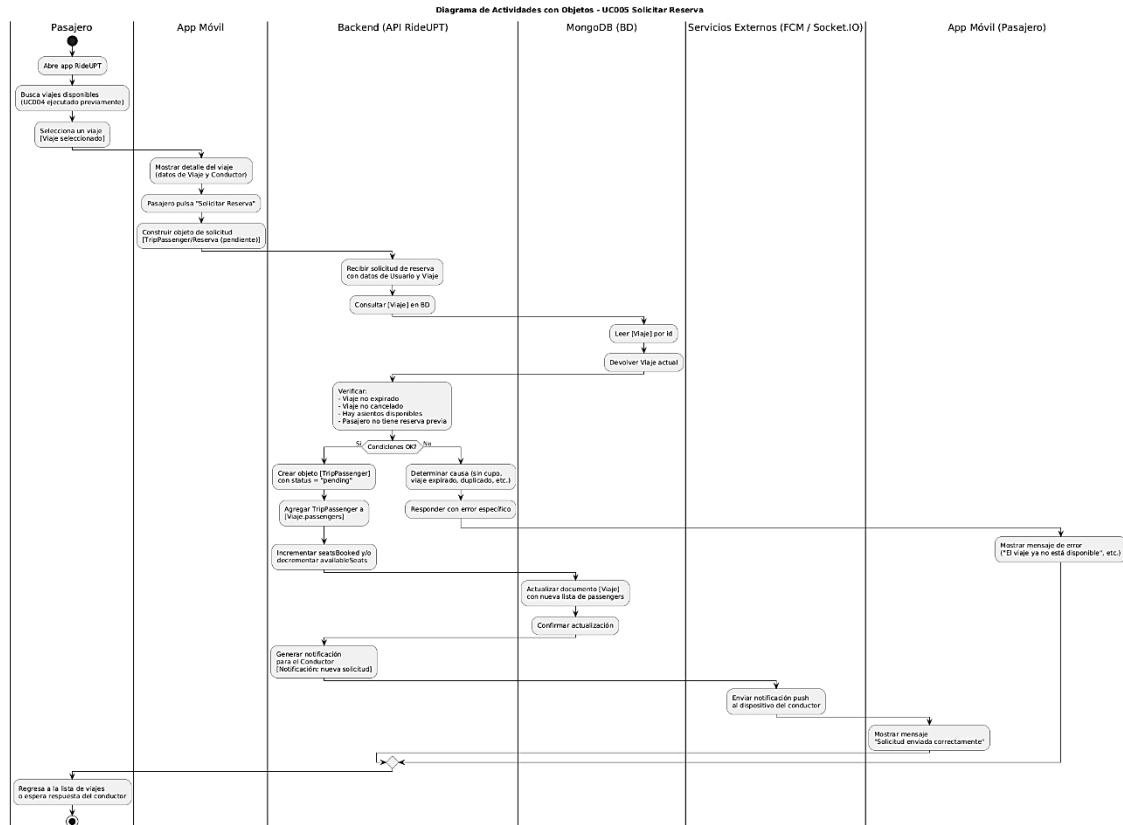 Diagrama de Actividades con Objetos - UC005 Solicitar Reserva
Pasajero
App Móvil
Backend (API RideUPT)
MongoDB (BD)
Servicios Externos (FCM / Socket.IO)
App Móvil (Pasajero)
Abre app RideUPT
Busca viajes disponibles
(UC004 ejecutado previamente)
Selecciona un viaje
[Viaje seleccionado]
Mostrar detalle del viaje
(datos de Viaje y Conductor)
Pasajero pulsa "Solicitar Reserva"
Construir objeto de solicitud
[TripPassenger/Reserva (pendiente)]
Recibir solicitud de reserva
con datos de Usuario y Viaje
Consultar [Viaje] en BD
Leer [Viaje] por id
Devolver Viaje actual
Verificar:
- Viaje no expirado
- Viaje no cancelado
- Hay asientos disponibles
- Pasajero no tiene reserva previa
Sí
Condiciones OK?
No
Crear objeto [TripPassenger]
con status = "pending"
Determinar causa (sin cupo,
viaje expirado, duplicado, etc.)
Agregar TripPassenger a
[Viaje.passengers]
Responder con error específico
Incrementar seatsBooked y/o
decrementar availableSeats
Mostrar mensaje de error
("El viaje ya no está disponible", etc.)
Actualizar documento [Viaje]
con nueva lista de passengers
Confirmar actualización
Generar notificación
para el Conductor
[Notificación: nueva solicitud]
Enviar notificación push
al dispositivo del conductor
Mostrar mensaje
"Solicitud enviada correctamente"
Regresa a la lista de viajes
o espera respuesta del conductor